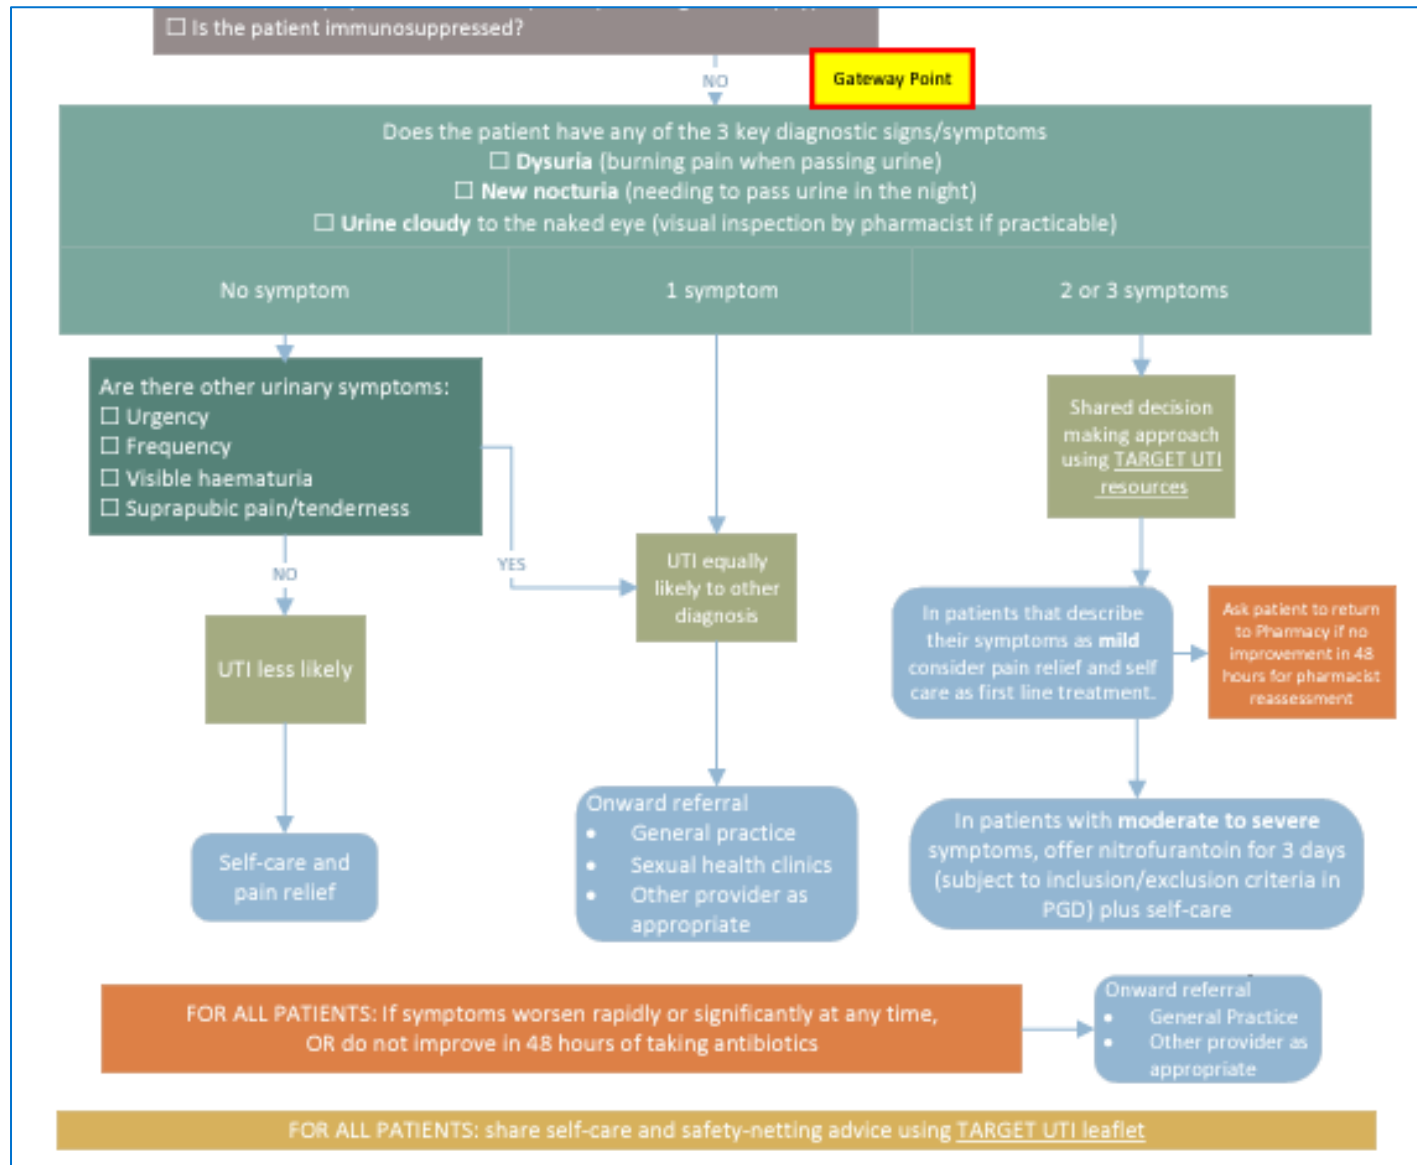 ☐ Is the patient immunosuppressed?
NO
Gateway Point
Does the patient have any of the 3 key diagnostic signs/symptoms
☐ Dysuria (burning pain when passing urine)
☐ New nocturia (needing to pass urine in the night)
☐ Urine cloudy to the naked eye (visual inspection by pharmacist if practicable)
No symptom
1 symptom
2 or 3 symptoms
Are there other urinary symptoms:
☐ Urgency
☐ Frequency
☐ Visible haematuria
☐ Suprapubic pain/tenderness
Shared decision
making approach
using TARGET UTI
resources
YES
NO
UTI equally
likely to other
diagnosis
In patients that describe
their symptoms as mild
consider pain relief and self
care as first line treatment.
Ask patient to return
to Pharmacy if no
improvement in 48
hours for pharmacist
reassessment
UTI less likely
Self-care and
pain relief
Onward referral
• General practice
• Sexual health clinics
• Other provider as
appropriate
In patients with moderate to severe
symptoms, offer nitrofurantoin for 3 days
(subject to inclusion/exclusion criteria in
PGD) plus self-care
FOR ALL PATIENTS: If symptoms worsen rapidly or significantly at any time,
OR do not improve in 48 hours of taking antibiotics
Onward referral
• General Practice
• Other provider as
appropriate
FOR ALL PATIENTS: share self-care and safety-netting advice using TARGET UTI leaflet